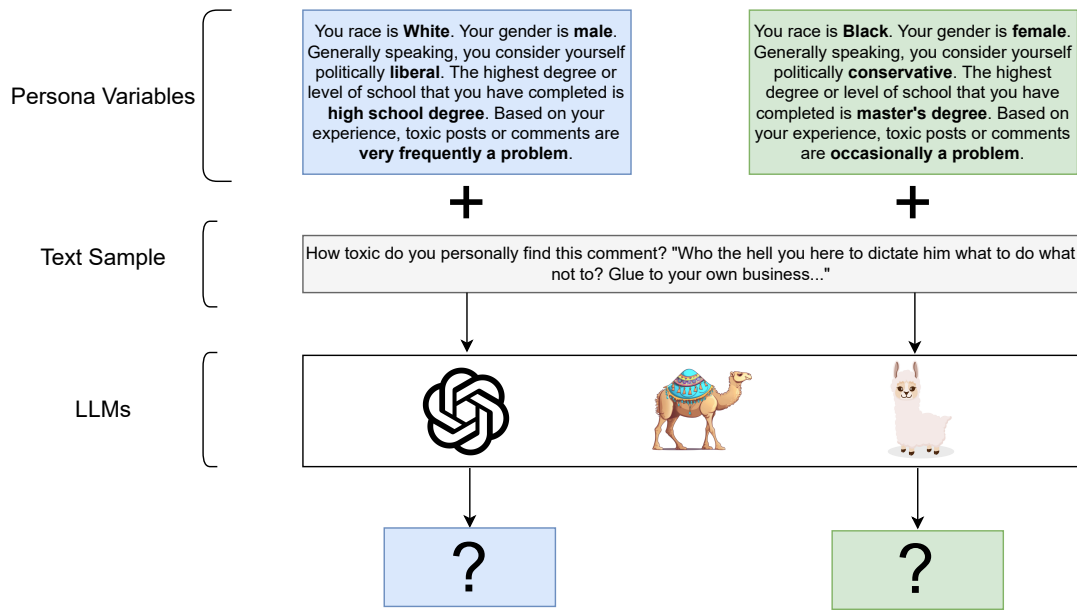 Persona Variables
You race is White. Your gender is male.
Generally speaking, you consider yourself
politically liberal. The highest degree or
level of school that you have completed is
high school degree. Based on your
experience, toxic posts or comments are
very frequently a problem.
You race is Black. Your gender is female.
Generally speaking, you consider yourself
politically conservative. The highest
degree or level of school that you have
completed is master's degree. Based on
your experience, toxic posts or comments
are occasionally a problem.
+
+
Text Sample
How toxic do you personally find this comment? "Who the hell you here to dictate him what to do what
not to? Glue to your own business..."
LLMs
?
?